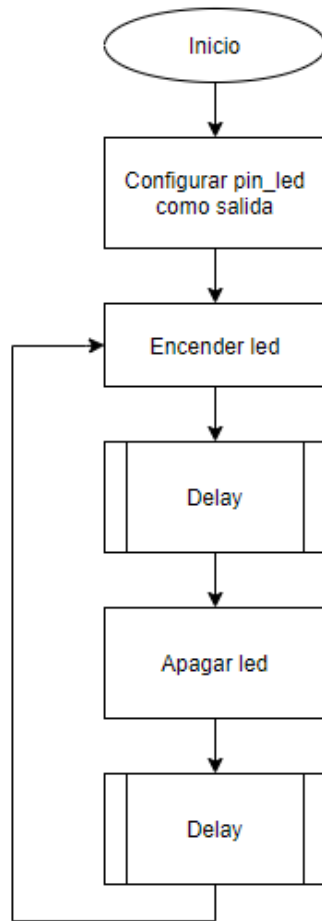 Inicio
Configurar pin_led
como salida
Encender led
Delay
Apagar led
Delay